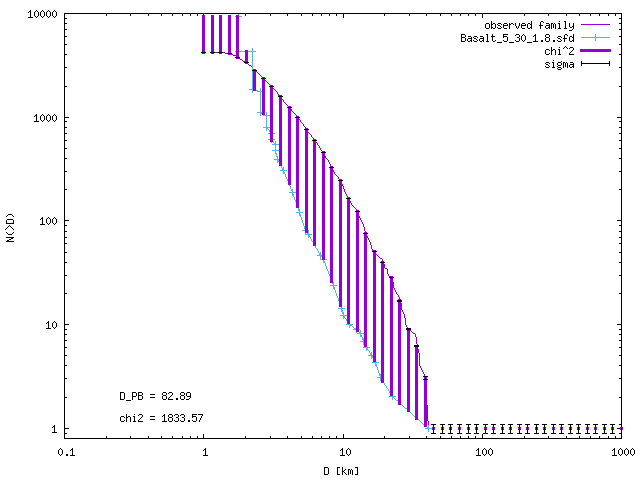 10000
1000
100
10
1
N(>D)
observed family
Basalt_5_30_1.8.sfd
chi^2
sigma
D_PB = 82.89
chi2 = 1833.57
0.1 1 10 100 1000
D [km]